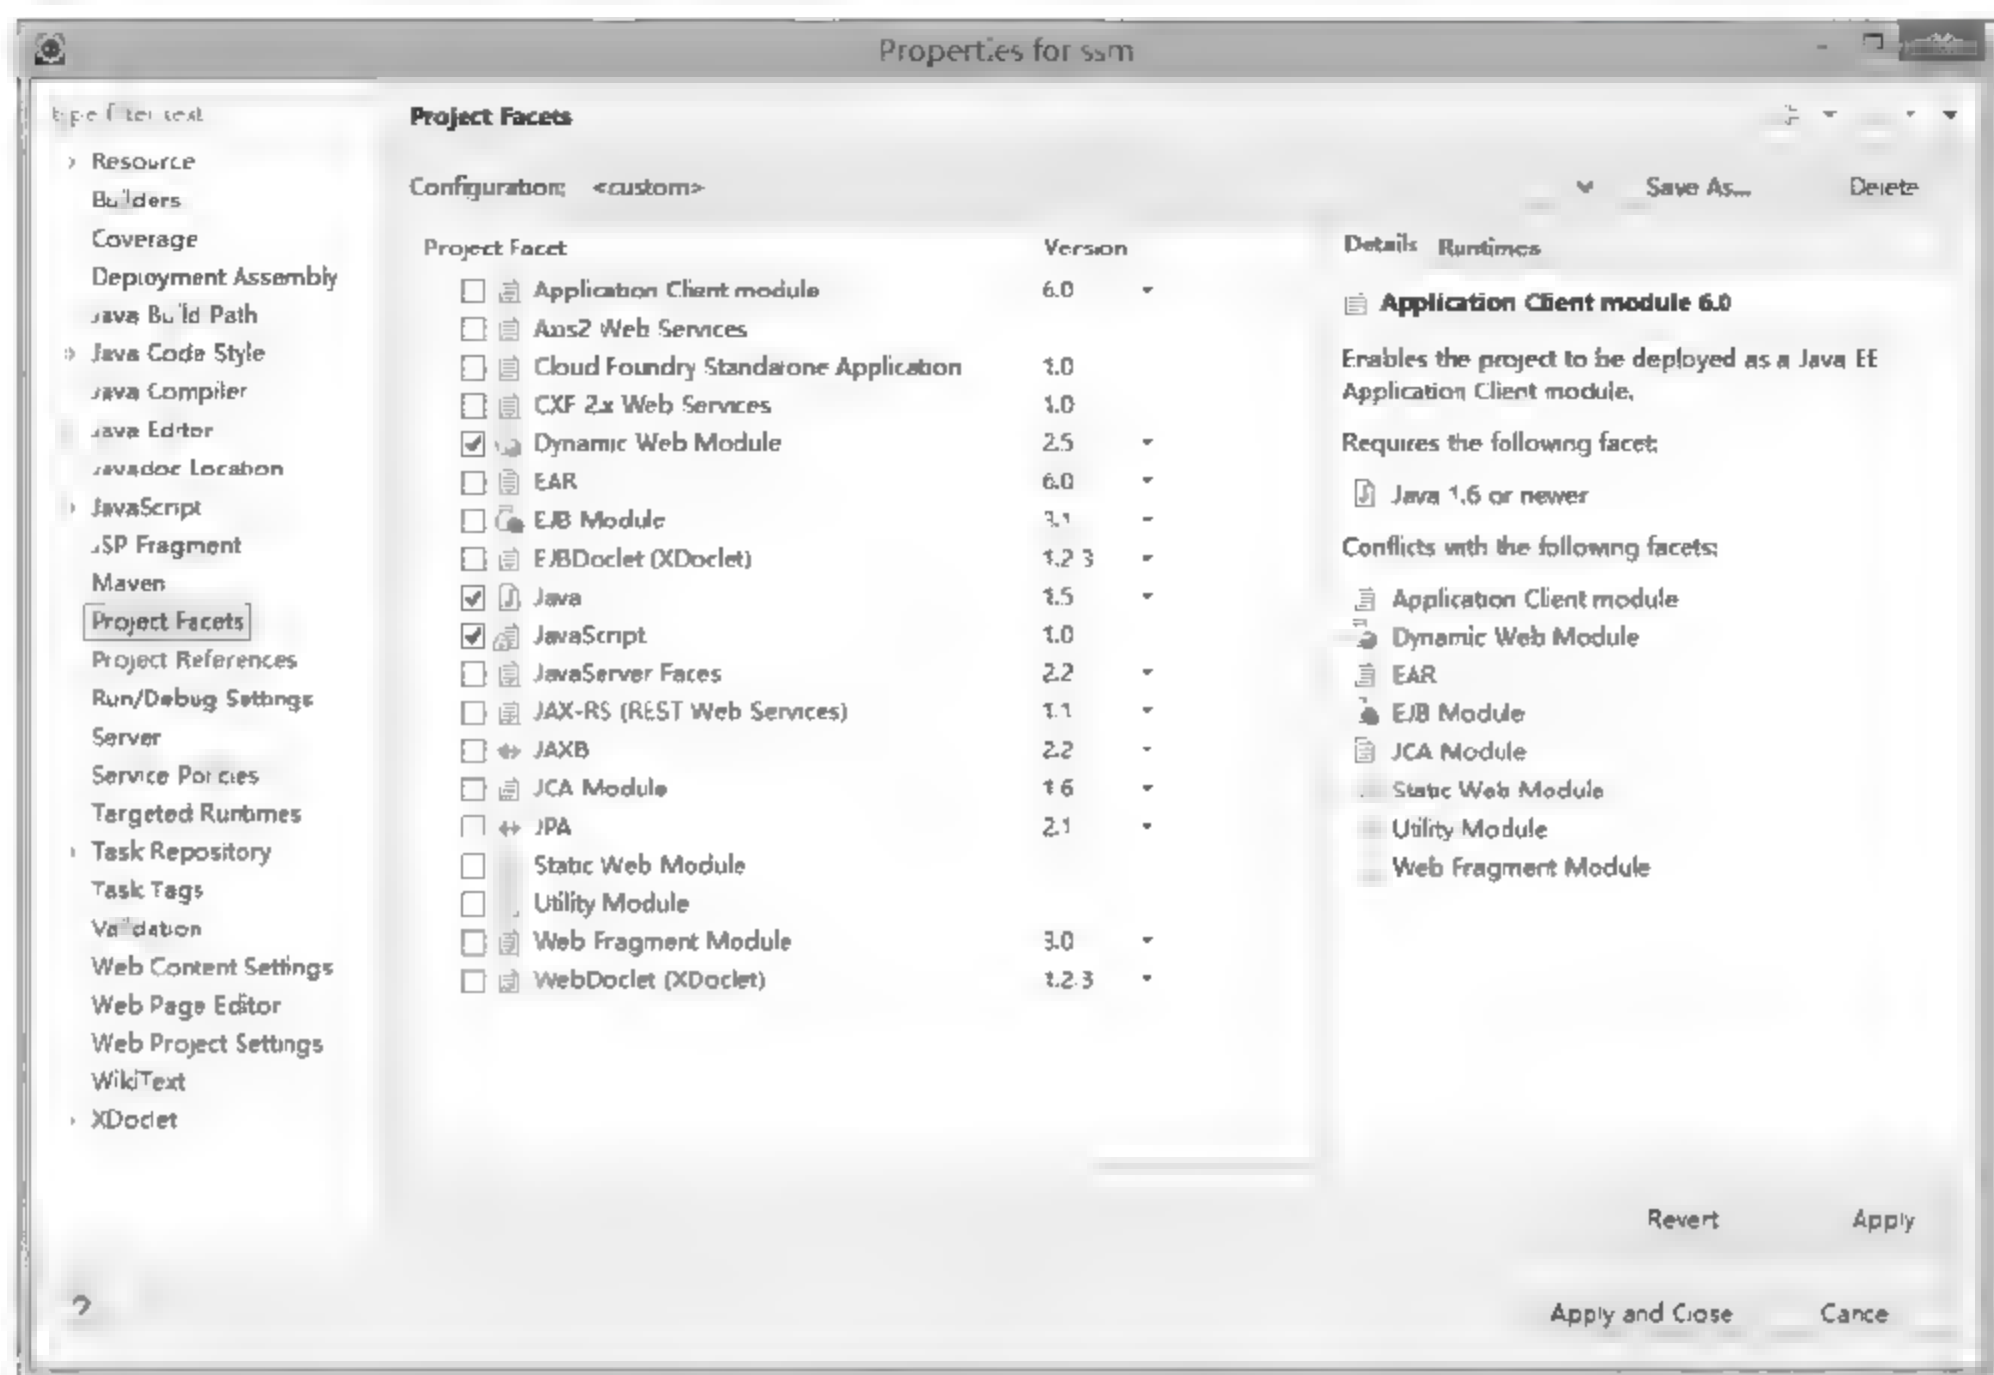 Properties for ssm
type filter text
Resource
Builders
Coverage
Deployment Assembly
Java Build Path
Java Code Style
Java Compiler
Java Editor
Javadoc Location
JavaScript
JSP Fragment
Maven
Project Facets
Project References
Run/Debug Settings
Server
Service Policies
Targeted Runtimes
Task Repository
Task Tags
Validation
Web Content Settings
Web Page Editor
Web Project Settings
WikiText
XDoclet
Project Facets
Configuration: <custom>
Save As...
Delete
Project Facet Version
Application Client module 6.0
Axis2 Web Services
Cloud Foundry Standalone Application 1.0
CXF 2.x Web Services 1.0
Dynamic Web Module 2.5
EAR 6.0
EJB Module 3.1
EJBDoclet (XDoclet) 1.2.3
Java 1.5
JavaScript 1.0
JavaServer Faces 2.2
JAX-RS (REST Web Services) 1.1
JAXB 2.2
JCA Module 1.6
JPA 2.1
Static Web Module
Utility Module
Web Fragment Module 3.0
WebDoclet (XDoclet) 1.2.3
Details Runtimes
Application Client module 6.0
Enables the project to be deployed as a Java EE
Application Client module.
Requires the following facet:
Java 1.6 or newer
Conflicts with the following facets:
Application Client module
Dynamic Web Module
EAR
EJB Module
JCA Module
Static Web Module
Utility Module
Web Fragment Module
Revert
Apply
?
Apply and Close
Cancel